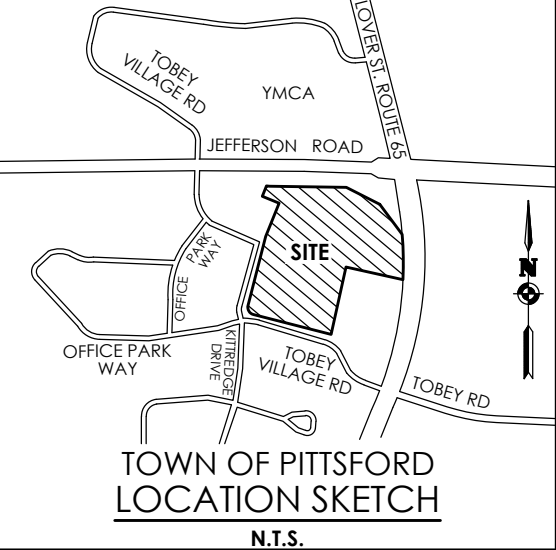 LOVER ST. ROUTE 65
TOBEY
VILLAGE RD
YMCA
JEFFERSON ROAD
PARK
WAY
OFFICE
SITE
N
OFFICE PARK
WAY
KITTREDGE
DRIVE
TOBEY
VILLAGE RD
TOBEY RD
TOWN OF PITTSFORD
LOCATION SKETCH
N.T.S.